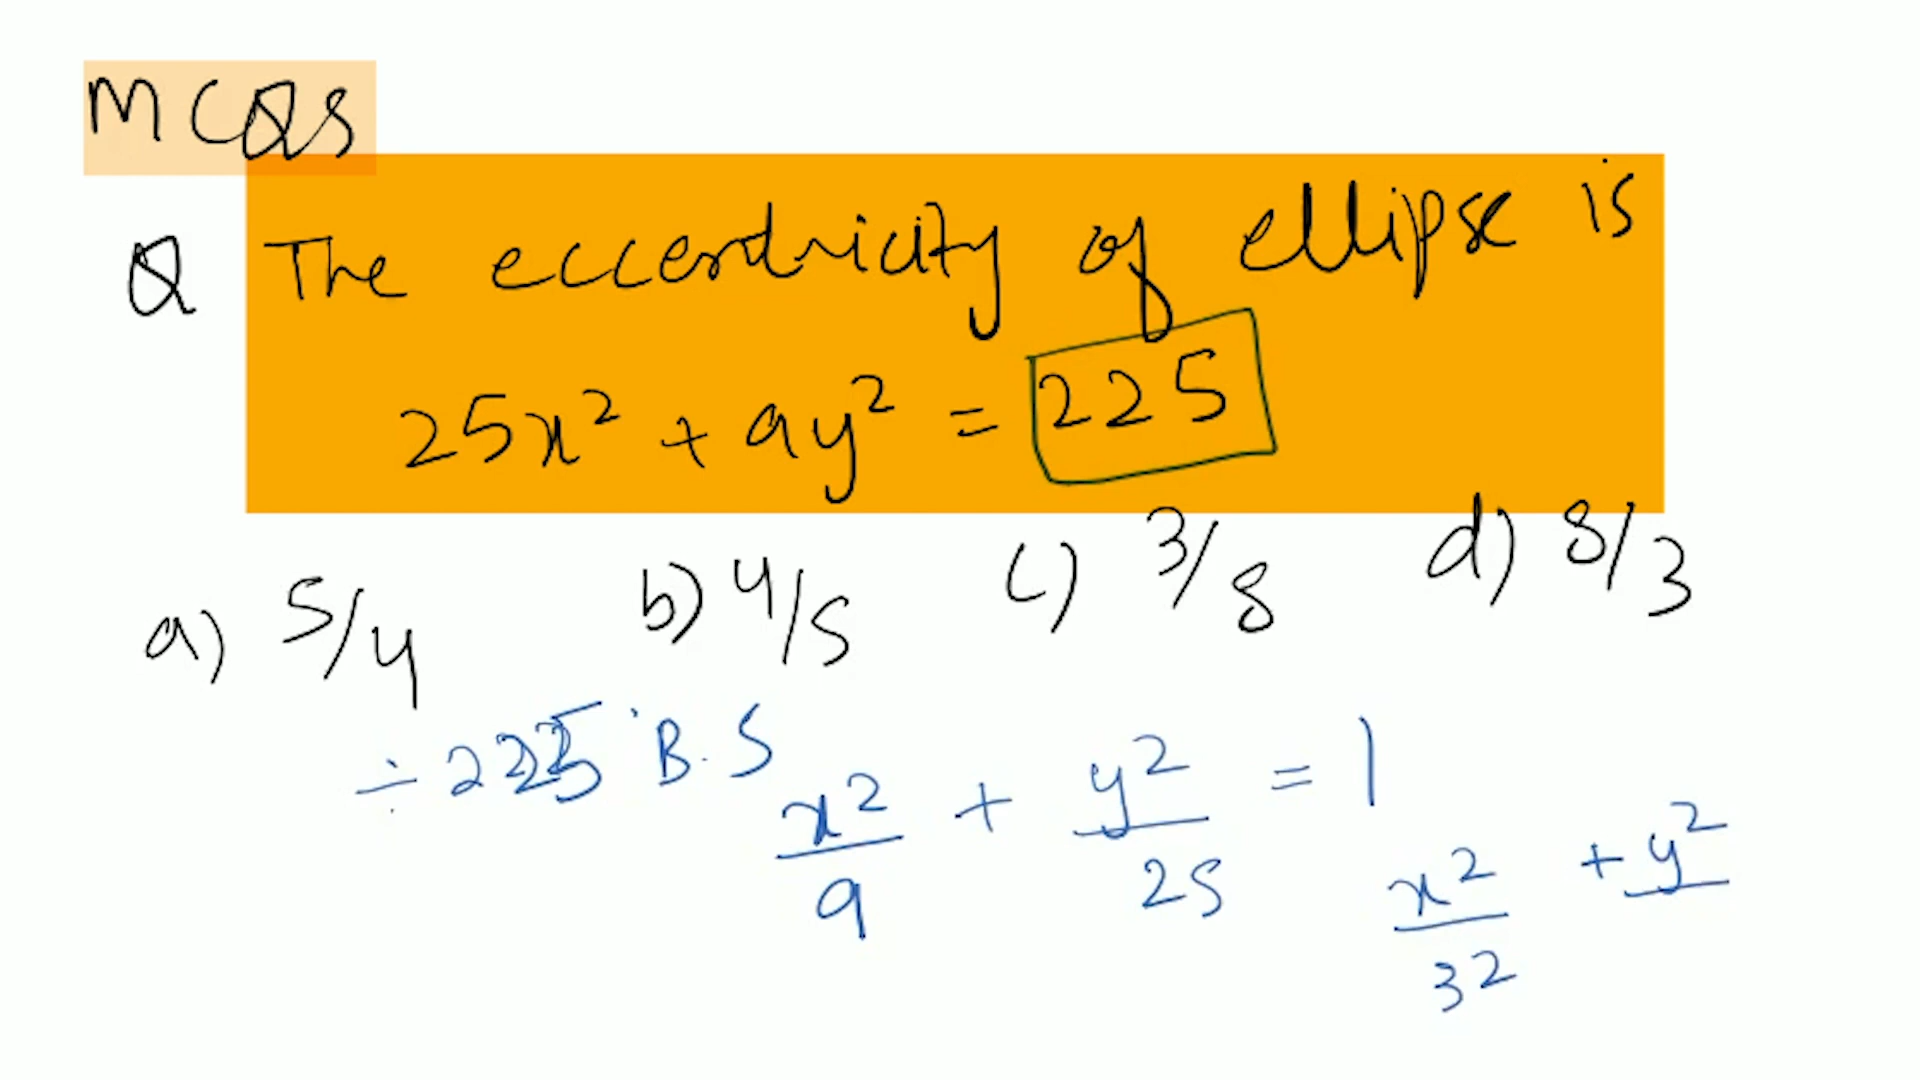 MCQS
Q The eccentricity of ellipse is
25x² + 9y² = 225
a) 5/4 b) 4/5 c) 3/8 d) 8/3
÷ 225 B.S x²/9 + y²/25 = 1
x²/3² + y²